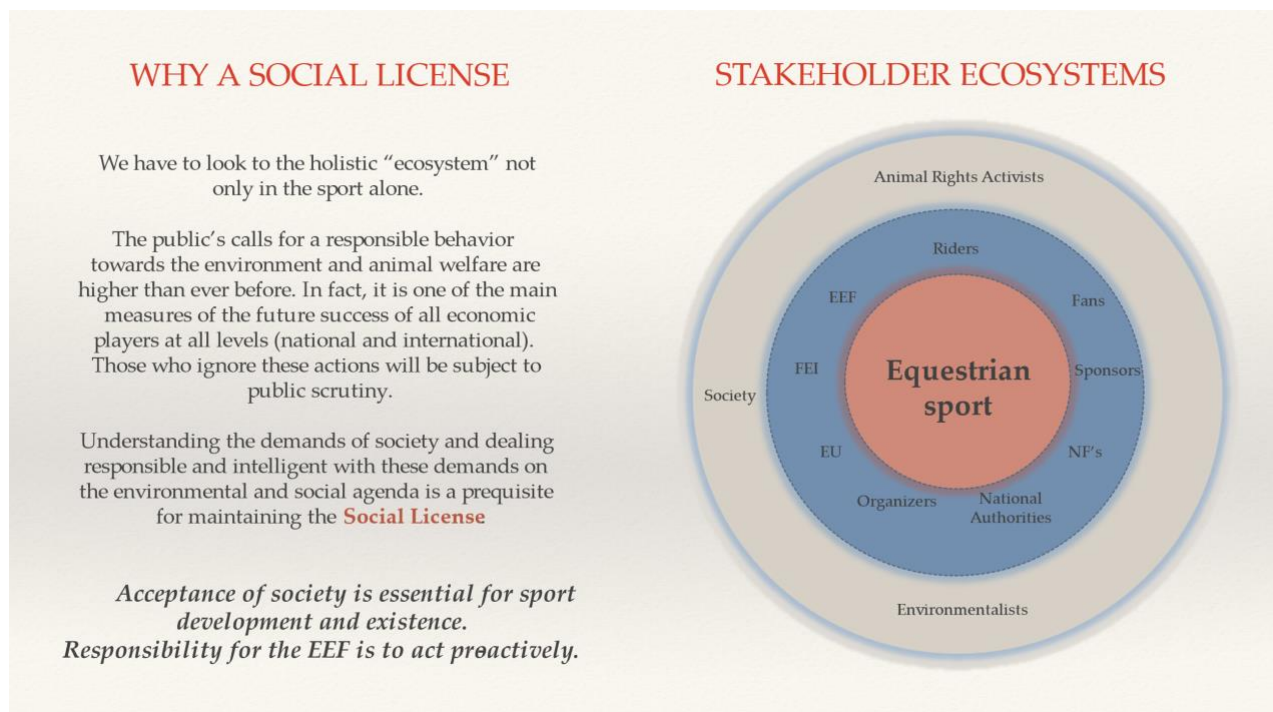 WHY A SOCIAL LICENSE
We have to look to the holistic “ecosystem” not
only in the sport alone.
The public’s calls for a responsible behavior
towards the environment and animal welfare are
higher than ever before. In fact, it is one of the main
measures of the future success of all economic
players at all levels (national and international).
Those who ignore these actions will be subject to
public scrutiny.
Understanding the demands of society and dealing
responsible and intelligent with these demands on
the environmental and social agenda is a prequisite
for maintaining the Social License.
Acceptance of society is essential for sport
development and existence.
Responsibility for the EEF is to act proactively.
STAKEHOLDER ECOSYSTEMS
Animal Rights Activists
Riders
EEF
Fans
FEI
Equestrian
sport
Sponsors
Society
EU
NF’s
Organizers
National
Authorities
Environmentalists